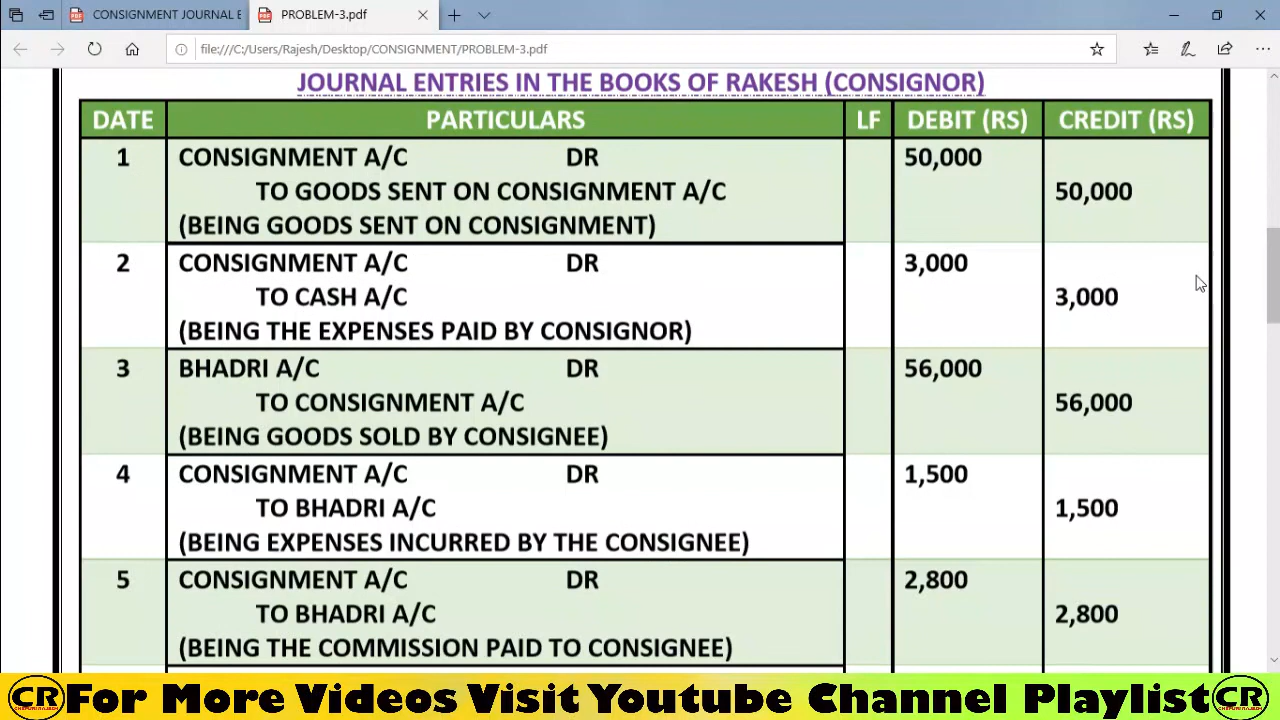 CONSIGNMENT JOURNAL E
PROBLEM-3.pdf
file:///C:/Users/Rajesh/Desktop/CONSIGNMENT/PROBLEM-3.pdf
JOURNAL ENTRIES IN THE BOOKS OF RAKESH (CONSIGNOR)
DATE PARTICULARS LF DEBIT (RS) CREDIT (RS)
1 CONSIGNMENT A/C DR 50,000
TO GOODS SENT ON CONSIGNMENT A/C 50,000
(BEING GOODS SENT ON CONSIGNMENT)
2 CONSIGNMENT A/C DR 3,000
TO CASH A/C 3,000
(BEING THE EXPENSES PAID BY CONSIGNOR)
3 BHADRI A/C DR 56,000
TO CONSIGNMENT A/C 56,000
(BEING GOODS SOLD BY CONSIGNEE)
4 CONSIGNMENT A/C DR 1,500
TO BHADRI A/C 1,500
(BEING EXPENSES INCURRED BY THE CONSIGNEE)
5 CONSIGNMENT A/C DR 2,800
TO BHADRI A/C 2,800
(BEING THE COMMISSION PAID TO CONSIGNEE)
CR For More Videos Visit Youtube Channel Playlist CR